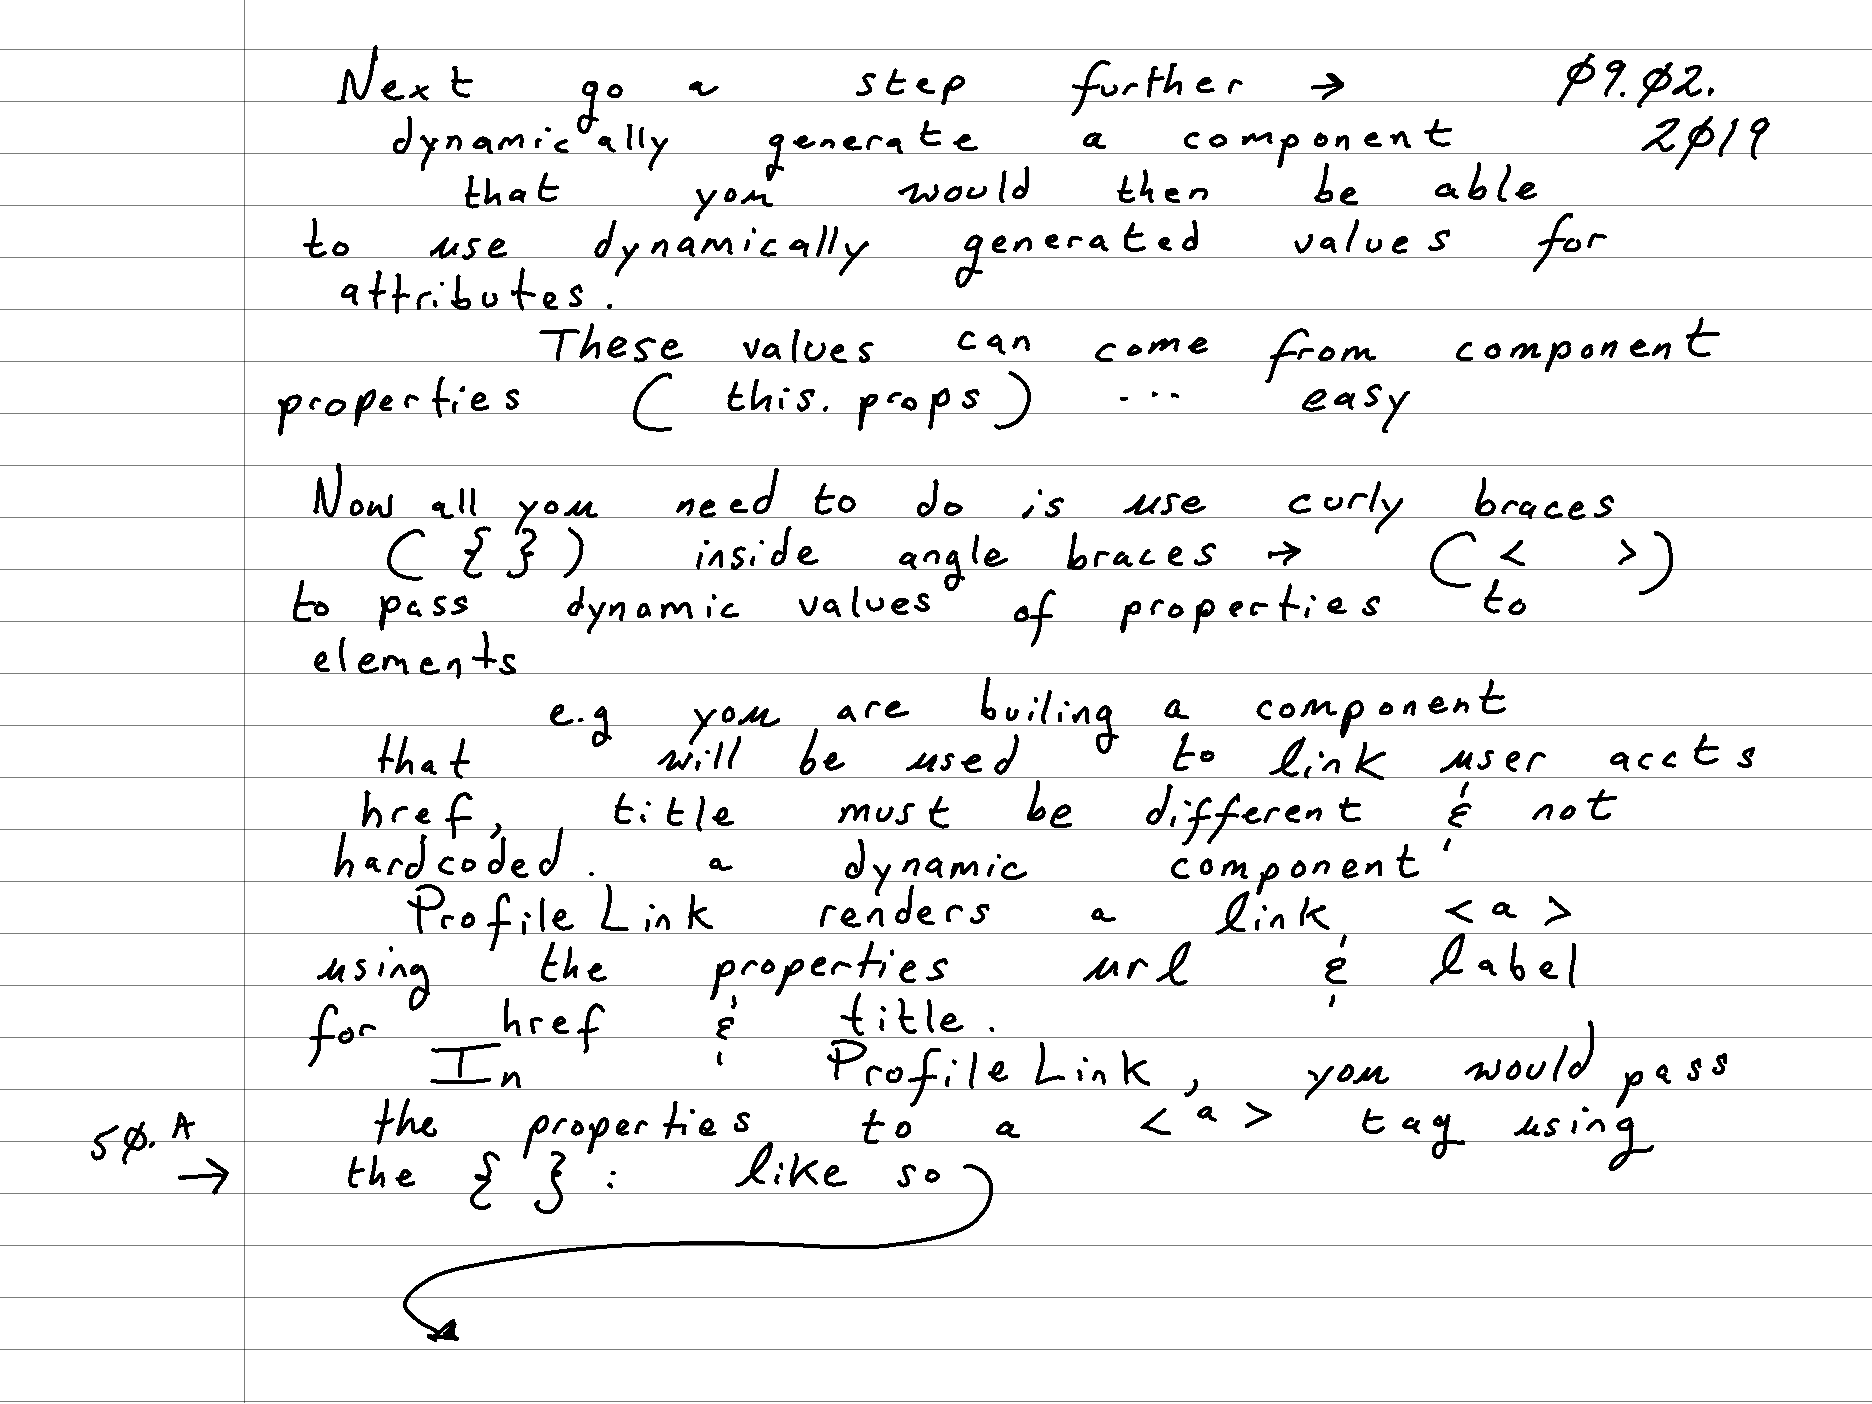 Next go a step further → 09.02.
dynamically generate a component 2019
that you would then be able
to use dynamically generated values for
attributes.
These values can come from component
properties ( this. props ) ... easy
Now all you need to do is use curly braces
( { } ) inside angle braces → ( < > )
to pass dynamic values of properties to
elements
e.g you are builing a component
that will be used to link user accts
href, title must be different & not
hardcoded. a dynamic component
ProfileLink renders a link <a>
using the properties url & label
for href & title.
In ProfileLink, you would pass
50.A the properties to a <a> tag using
→ the { } : like so